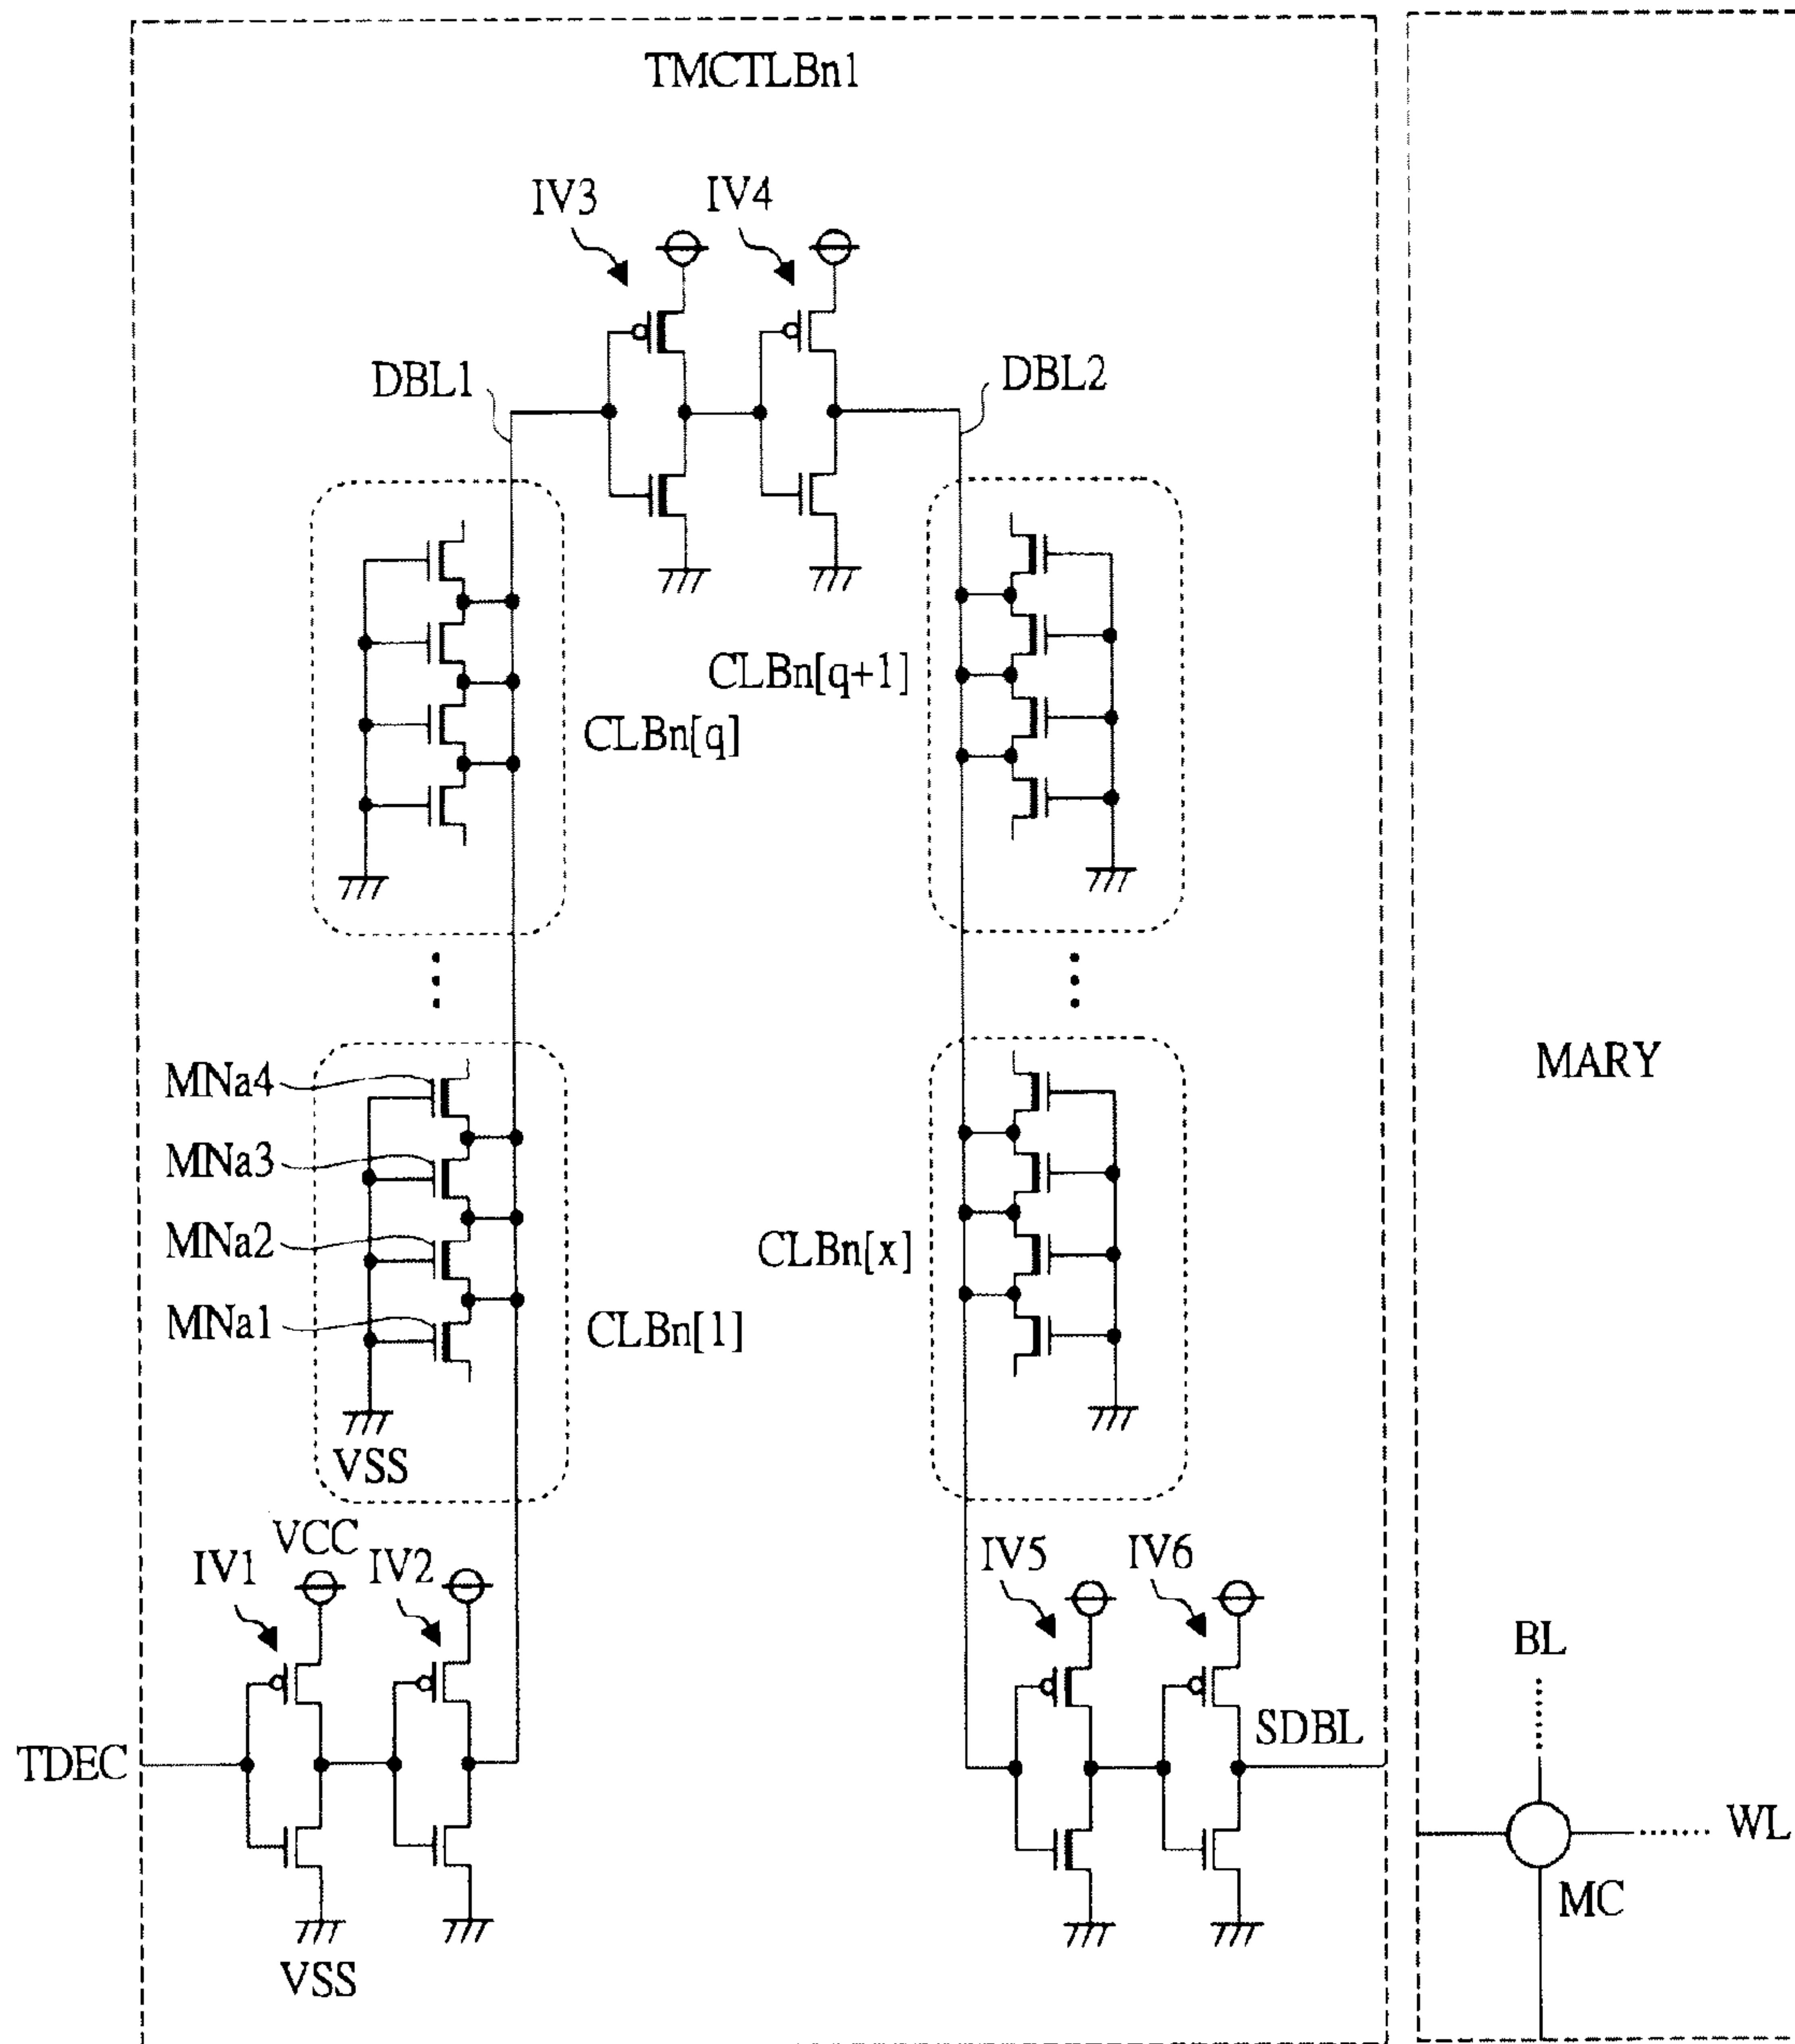 TMCTLBn1
IV3
IV4
DBL1
DBL2
CLBn[q+1]
CLBn[q]
MARY
MNa4
MNa3
MNa2
MNa1
CLBn[x]
CLBn[1]
VSS
VCC
IV1
IV2
IV5
IV6
BL
SDBL
TDEC
WL
MC
VSS